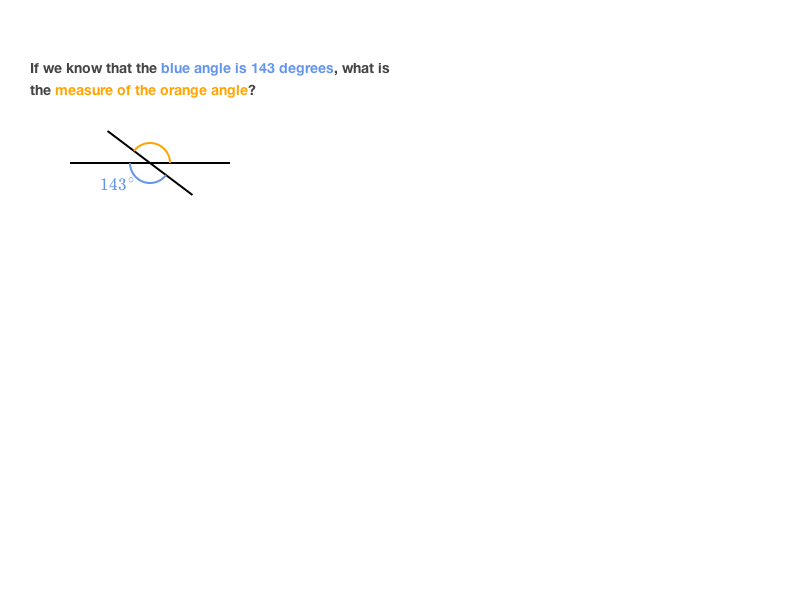 If we know that the blue angle is 143 degrees, what is
the measure of the orange angle?
143°